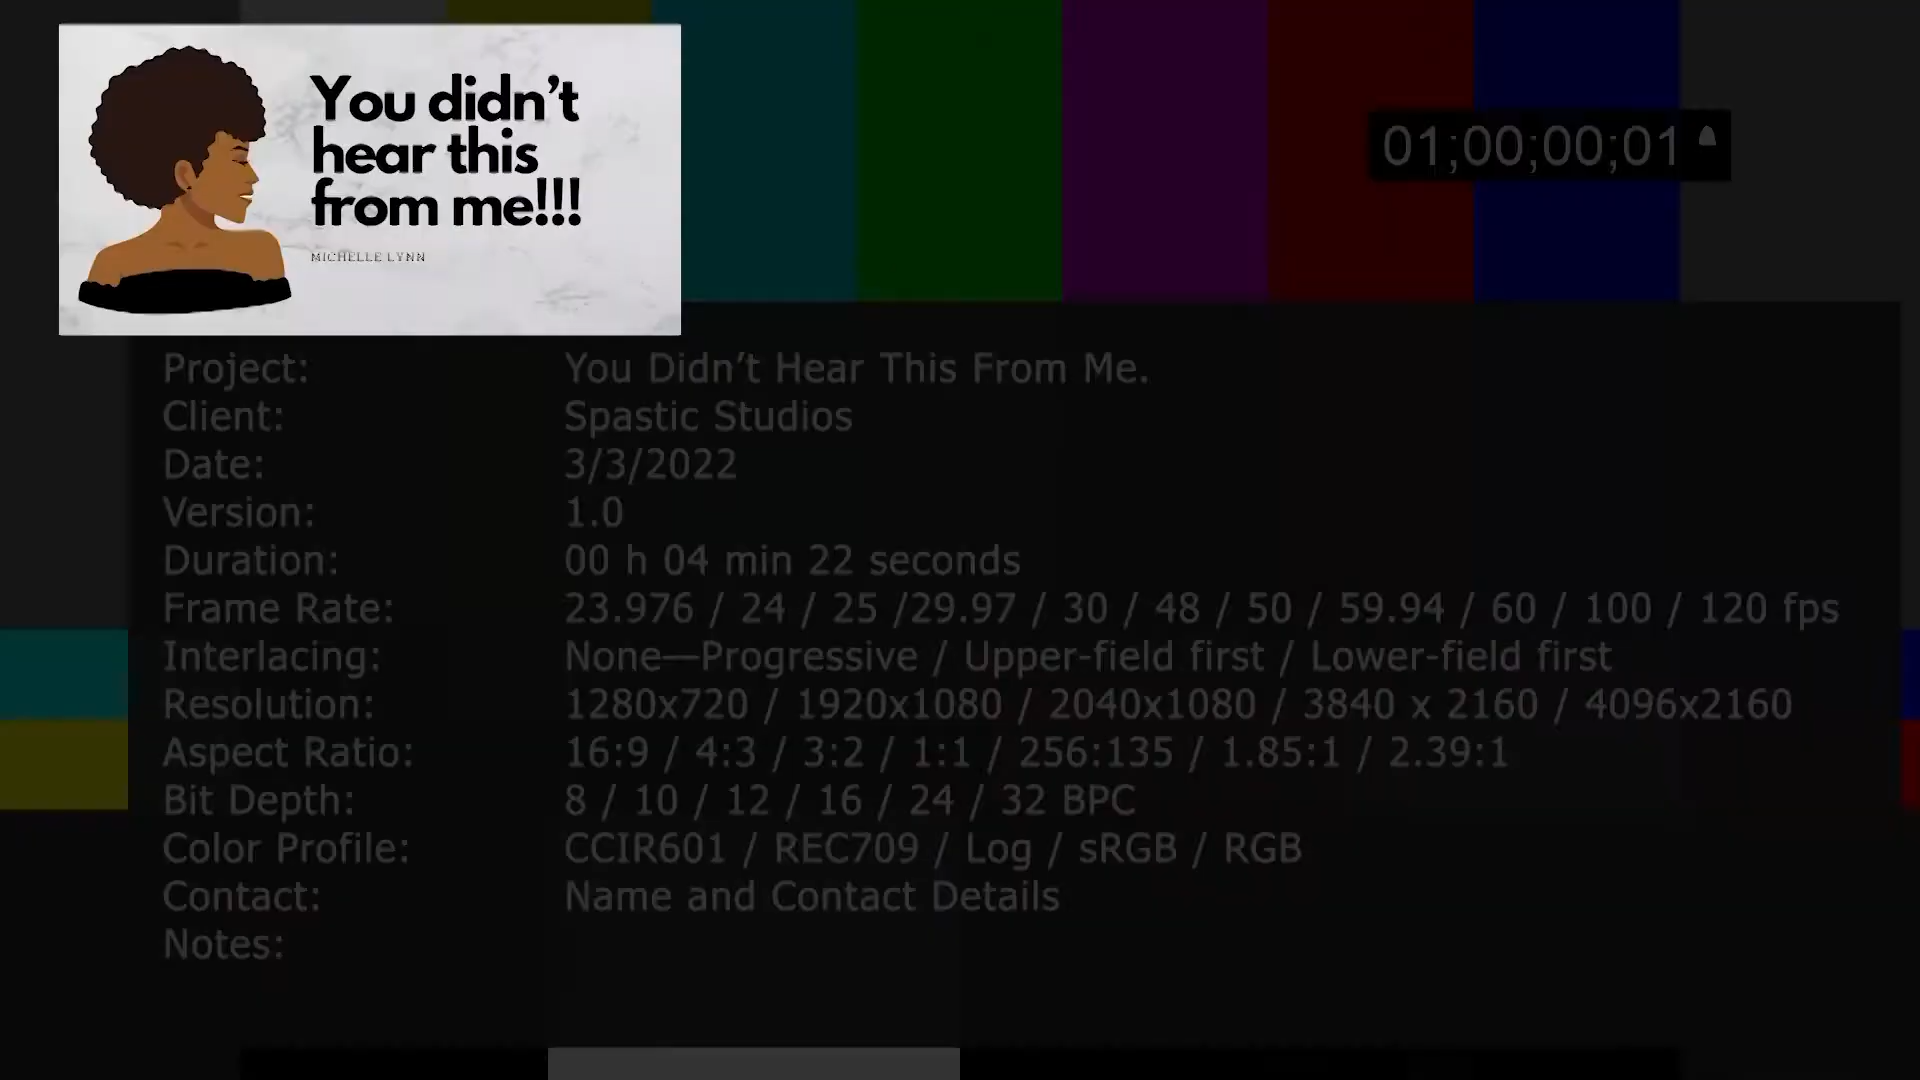 You didn't
hear this
from me!!!
MICHELLE LYNN
01;00;00;01
Project: You Didn’t Hear This From Me.
Client: Spastic Studios
Date: 3/3/2022
Version: 1.0
Duration: 00 h 04 min 22 seconds
Frame Rate: 23.976 / 24 / 25 /29.97 / 30 / 48 / 50 / 59.94 / 60 / 100 / 120 fps
Interlacing: None—Progressive / Upper-field first / Lower-field first
Resolution: 1280x720 / 1920x1080 / 2040x1080 / 3840 x 2160 / 4096x2160
Aspect Ratio: 16:9 / 4:3 / 3:2 / 1:1 / 256:135 / 1.85:1 / 2.39:1
Bit Depth: 8 / 10 / 12 / 16 / 24 / 32 BPC
Color Profile: CCIR601 / REC709 / Log / sRGB / RGB
Contact: Name and Contact Details
Notes: